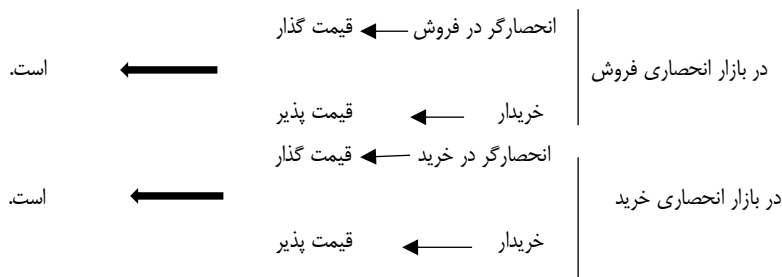 انحصارگر در فروش قیمت گذار
در بازار انحصاری فروش است.
خریدار قیمت پذیر
انحصارگر در خرید قیمت گذار
در بازار انحصاری خرید است.
خریدار قیمت پذیر